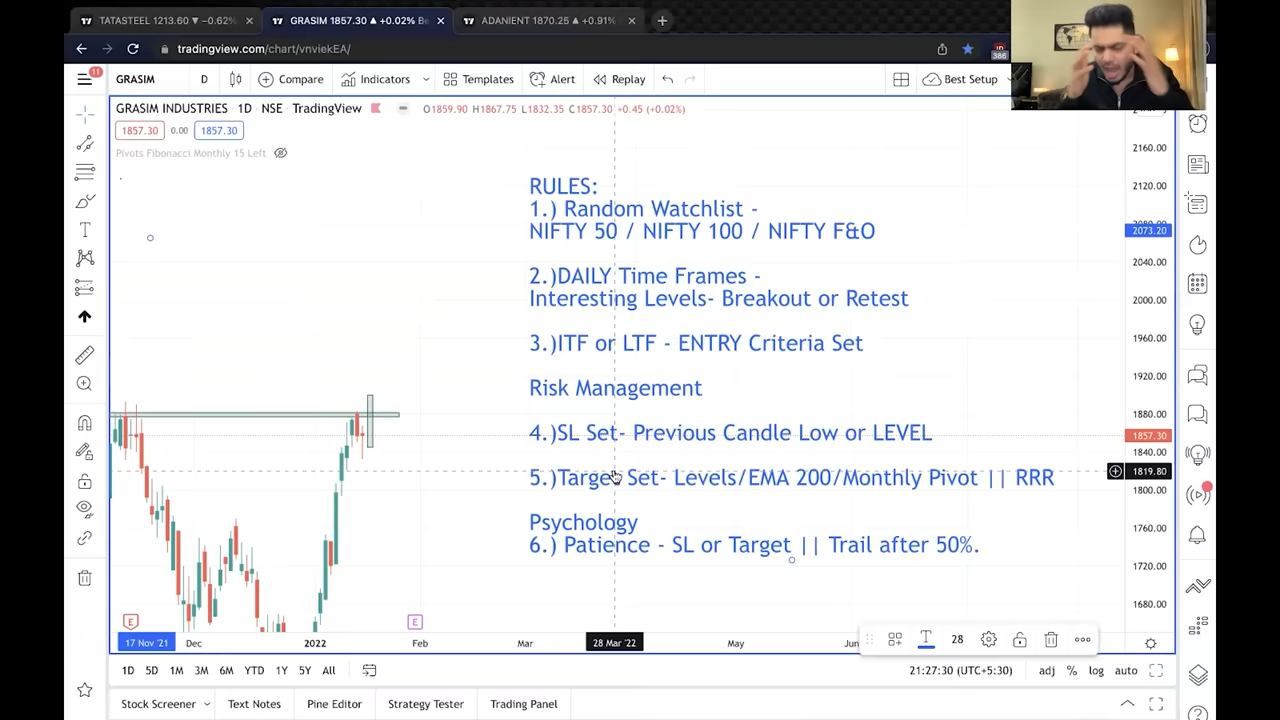 TATASTEEL 1213.60 ▼ −0.62%
GRASIM 1857.30 ▲ +0.02% Be
ADANIENT 1870.25 ▲ +0.91%
tradingview.com/chart/vnviekEA/
386
11
GRASIM
D
Compare
Indicators
Templates
Alert
Replay
Best Setup
GRASIM INDUSTRIES · 1D · NSE · TradingView
O1859.90 H1867.75 L1832.35 C1857.30 +0.45 (+0.02%)
1857.30 0.00 1857.30
Pivots Fibonacci Monthly 15 Left
RULES:
1.) Random Watchlist -
NIFTY 50 / NIFTY 100 / NIFTY F&O
2.)DAILY Time Frames -
Interesting Levels- Breakout or Retest
3.)ITF or LTF - ENTRY Criteria Set
Risk Management
4.)SL Set- Previous Candle Low or LEVEL
5.)Target Set- Levels/EMA 200/Monthly Pivot || RRR
Psychology
6.) Patience - SL or Target || Trail after 50%.
2160.00
2120.00
2073.20
2040.00
2000.00
1960.00
1920.00
1880.00
1857.30
1840.00
1819.80
1800.00
1760.00
1720.00
1680.00
E
E
17 Nov '21
Dec
2022
Feb
Mar
28 Mar '22
May
28
1D 5D 1M 3M 6M YTD 1Y 5Y All
21:27:30 (UTC+5:30)
adj % log auto
Stock Screener
Text Notes
Pine Editor
Strategy Tester
Trading Panel